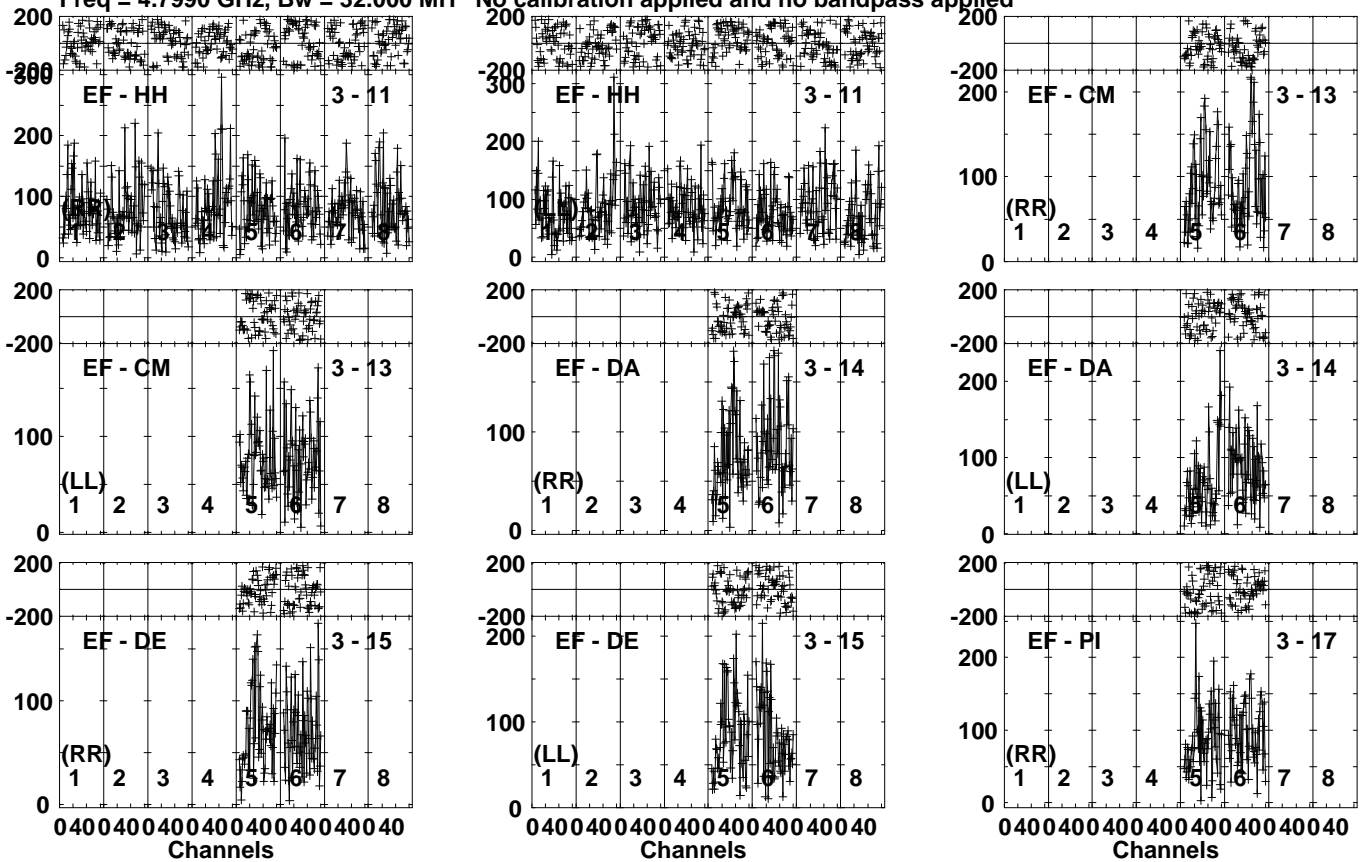 Freq = 4.7990 GHz, Bw = 32.000 MH No calibration applied and no bandpass applied
200 200 200
-200 -200 -200
300 EF - HH 3 - 11 300 EF - HH 3 - 11 200 EF - CM 3 - 13
200 200
100 100 100
(RR) (RR)
1 2 3 4 5 6 7 8 1 2 3 4 5 6 7 8 1 2 3 4 5 6 7 8
0 0 0
200 200 200
-200 -200 -200
EF - CM 3 - 13 EF - DA 3 - 14 EF - DA 3 - 14
200
100 100 100
(LL) (RR) (LL)
1 2 3 4 5 6 7 8 1 2 3 4 5 6 7 8 1 2 3 4 5 6 7 8
0 0 0
200 200 200
-200 -200 -200
EF - DE 3 - 15 200 EF - DE 3 - 15 EF - PI 3 - 17
200
100 100 100
(RR) (LL) (RR)
1 2 3 4 5 6 7 8 1 2 3 4 5 6 7 8 1 2 3 4 5 6 7 8
0 0 0
0 40 0 40 0 40 0 40 0 40 0 40 0 40 0 40 0 40 0 40 0 40 0 40 0 40 0 40 0 40 0 40 0 40 0 40 0 40 0 40 0 40 0 40 0 40 0 40
Channels Channels Channels